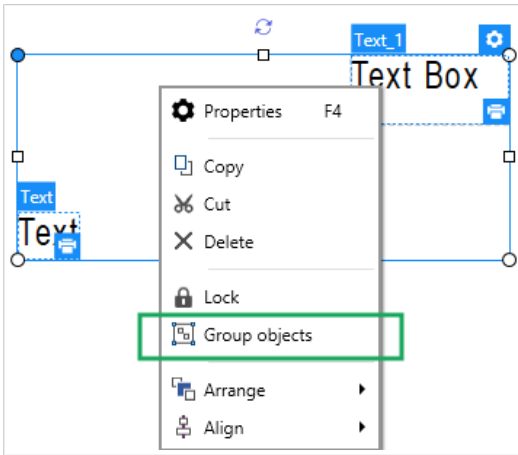 Text_1
Text Box
Properties F4
Copy
Text
Cut
Text
Delete
Lock
Group objects
Arrange
Align